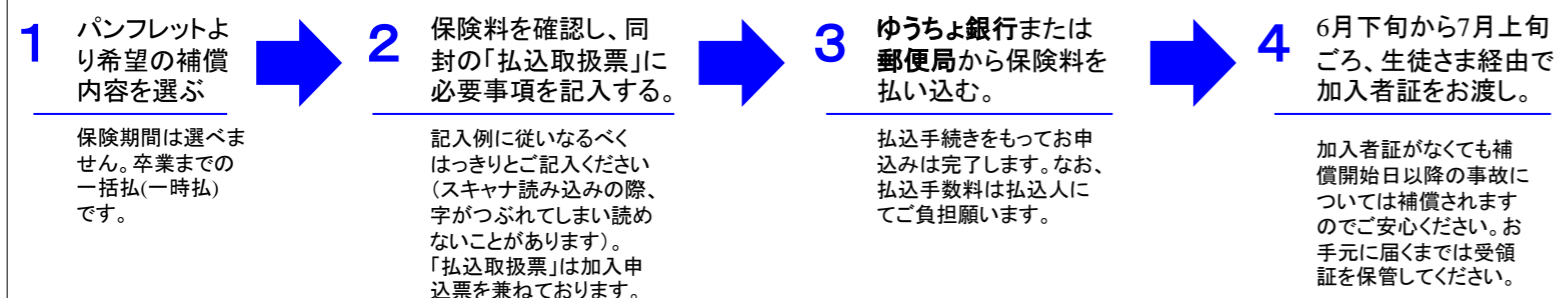 1
パンフレットよ
り希望の補償
内容を選ぶ
保険期間は選べま
せん。卒業までの
一括払(一時払)
です。
2
保険料を確認し、同
封の「払込取扱票」に
必要事項を記入する。
記入例に従いなるべく
はっきりとご記入ください
(スキャナ読み込みの際、
字がつぶれてしまい読め
ないことがあります)。
「払込取扱票」は加入申
込票を兼ねております。
3
ゆうちょ銀行または
郵便局から保険料を
払い込む。
払込手続きをもってお申
込みは完了します。なお、
払込手数料は払込人に
てご負担願います。
4
6月下旬から7月上旬
ごろ、生徒さま経由で
加入者証をお渡し。
加入者証がなくても補
償開始日以降の事故に
ついては補償されます
のでご安心ください。お
手元に届くまでは受領
証を保管してください。